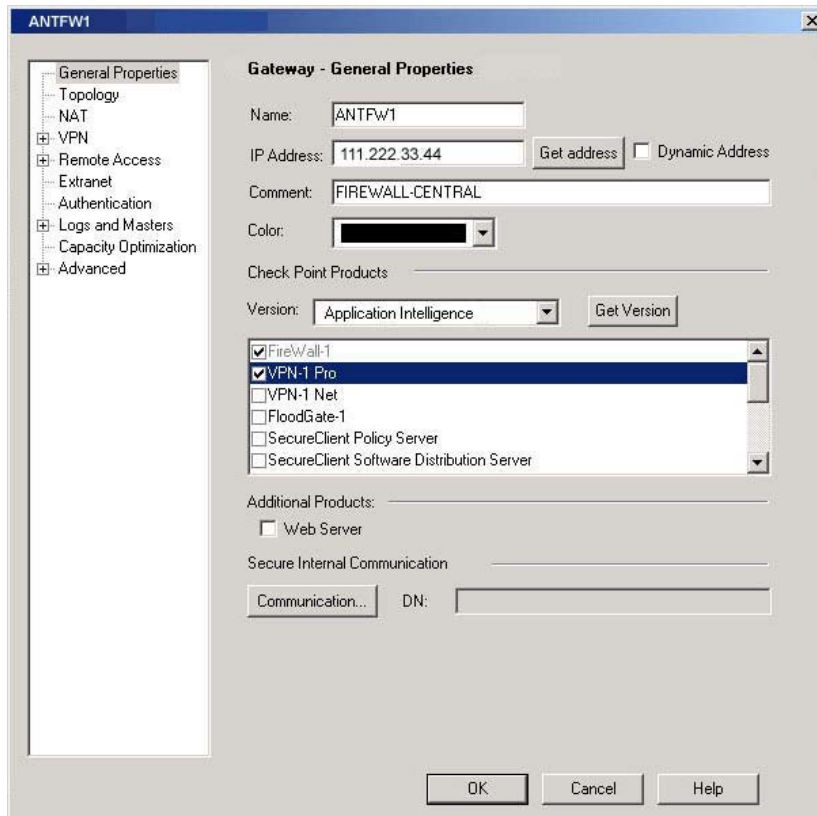 ANTFW1
General Properties
Topology
NAT
VPN
Remote Access
Extranet
Authentication
Logs and Masters
Capacity Optimization
Advanced
Gateway - General Properties
Name: ANTFW1
IP Address: 111.222.33.44 Get address Dynamic Address
Comment: FIREWALL-CENTRAL
Color:
Check Point Products
Version: Application Intelligence Get Version
FireWall-1
VPN-1 Pro
VPN-1 Net
FloodGate-1
SecureClient Policy Server
SecureClient Software Distribution Server
Additional Products:
Web Server
Secure Internal Communication
Communication... DN:
OK Cancel Help